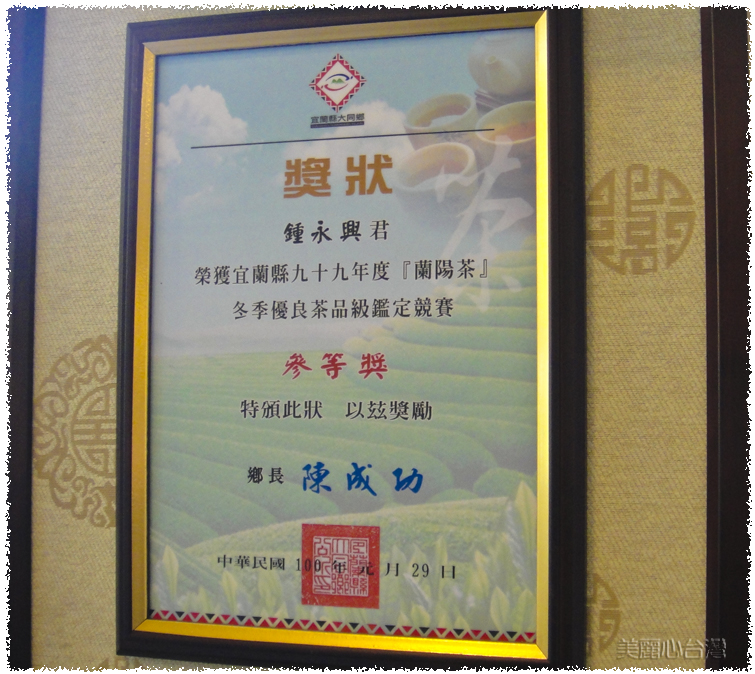 宜蘭縣大同鄉
獎狀
鍾永興君
榮獲宜蘭縣九十九年度『蘭陽茶』
冬季優良茶品級鑑定競賽
參等獎
特頒此狀 以茲獎勵
鄉長 陳成功
中華民國 100 年 元 月 29 日
茶
美麗心台灣